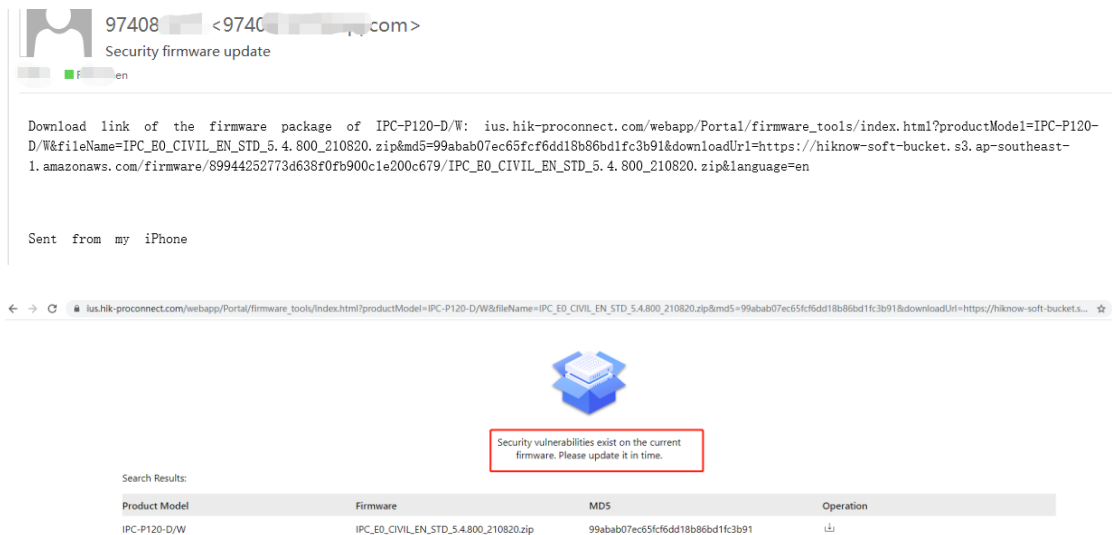 97408 <9740 com>
Security firmware update
en
Download link of the firmware package of IPC-P120-D/W: ius.hik-proconnect.com/webapp/Portal/firmware_tools/index.html?productModel=IPC-P120-
D/W&fileName=IPC_E0_CIVIL_EN_STD_5.4.800_210820.zip&md5=99abab07ec65fcf6dd18b86bd1fc3b91&downloadUrl=https://hiknow-soft-bucket.s3.ap-southeast-
1.amazonaws.com/firmware/89944252773d638f0fb900c1e200c679/IPC_E0_CIVIL_EN_STD_5.4.800_210820.zip&language=en
Sent from my iPhone
ius.hik-proconnect.com/webapp/Portal/firmware_tools/index.html?productModel=IPC-P120-D/W&fileName=IPC_E0_CIVIL_EN_STD_5.4.800_210820.zip&md5=99abab07ec65fcf6dd18b86bd1fc3b91&downloadUrl=https://hiknow-soft-bucket.s...
Security vulnerabilities exist on the current
firmware. Please update it in time.
Search Results:
Product Model Firmware MD5 Operation
IPC-P120-D/W IPC_E0_CIVIL_EN_STD_5.4.800_210820.zip 99abab07ec65fcf6dd18b86bd1fc3b91